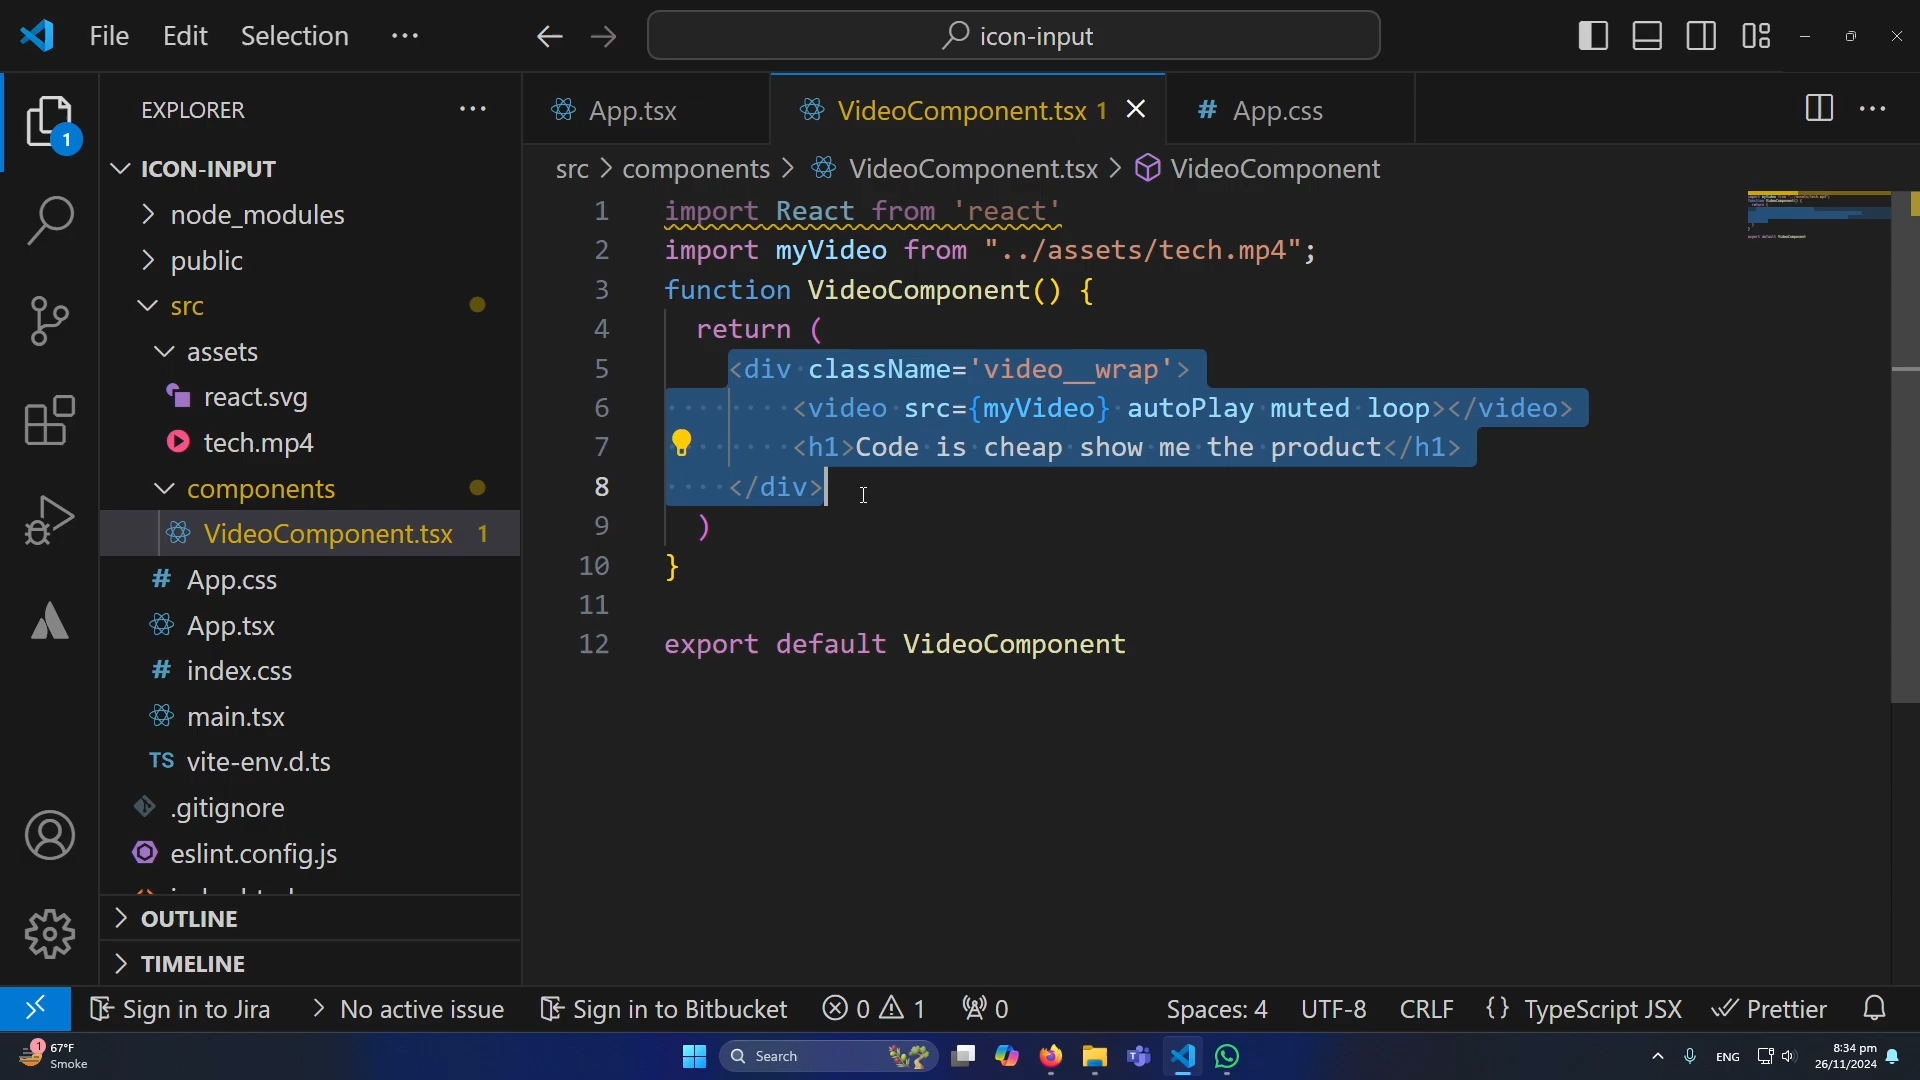 File Edit Selection ···
icon-input
EXPLORER ···
App.tsx
VideoComponent.tsx 1
# App.css
1
ICON-INPUT
node_modules
public
src
assets
react.svg
tech.mp4
components
VideoComponent.tsx 1
# App.css
App.tsx
# index.css
main.tsx
TS vite-env.d.ts
.gitignore
eslint.config.js
OUTLINE
TIMELINE
src > components > VideoComponent.tsx > VideoComponent
1 import React from 'react'
2 import myVideo from "../assets/tech.mp4";
3 function VideoComponent() {
4 return (
5 <div className='video__wrap'>
6 <video src={myVideo} autoPlay muted loop></video>
7 <h1>Code is cheap show me the product</h1>
8 </div>
9 )
10 }
11
12 export default VideoComponent
Sign in to Jira > No active issue Sign in to Bitbucket 0 1 0 Spaces: 4 UTF-8 CRLF {} TypeScript JSX Prettier
1 67°F
Smoke
Search
ENG
8:34 pm
26/11/2024